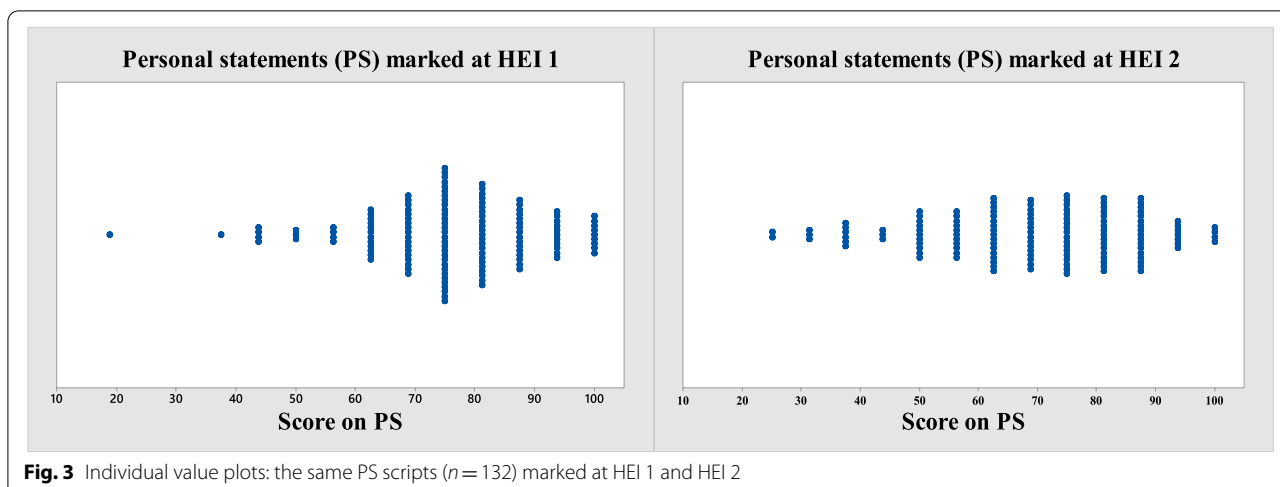 Personal statements (PS) marked at HEI 1
10 20 30 40 50 60 70 80 90 100
Score on PS
Personal statements (PS) marked at HEI 2
10 20 30 40 50 60 70 80 90 100
Score on PS
Fig. 3 Individual value plots: the same PS scripts (n = 132) marked at HEI 1 and HEI 2